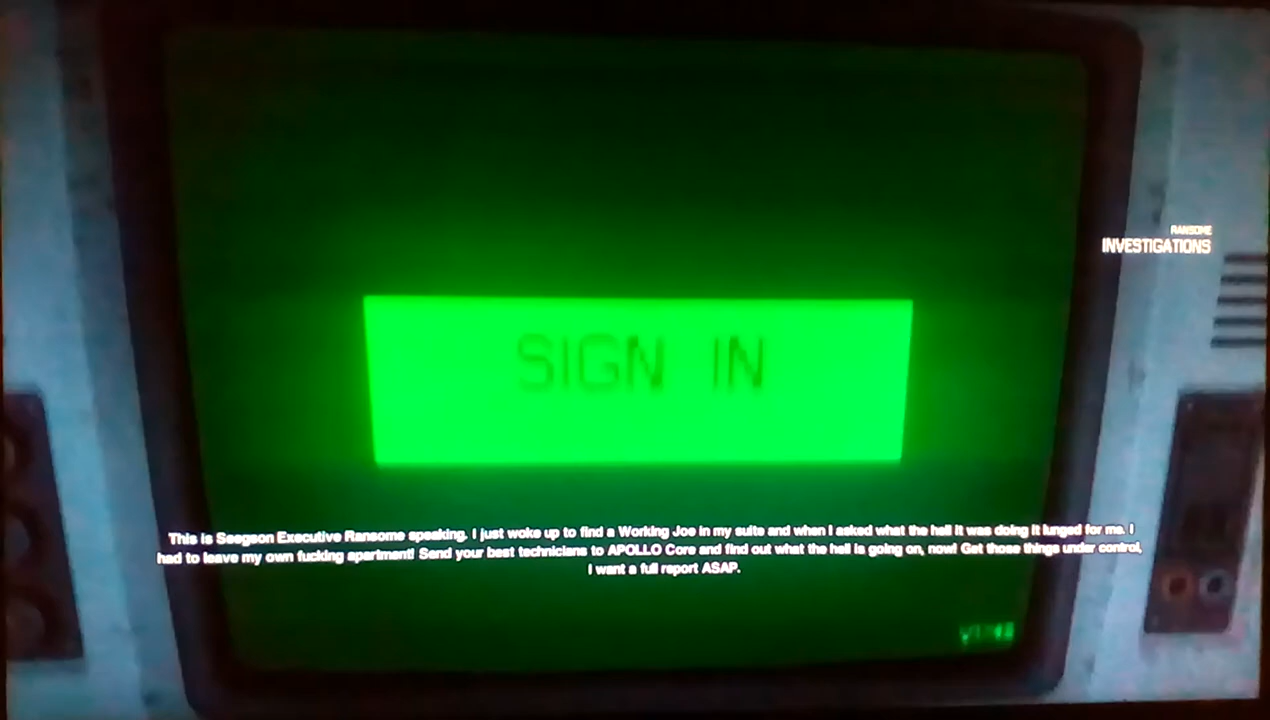 RANSOME
INVESTIGATIONS
SIGN IN
This is Seegson Executive Ransome speaking. I just woke up to find a Working Joe in my suite and when I asked what the hell it was doing it lunged for me. I
had to leave my own fucking apartment! Send your best technicians to APOLLO Core and find out what the hell is going on, now! Get those things under control,
I want a full report ASAP.